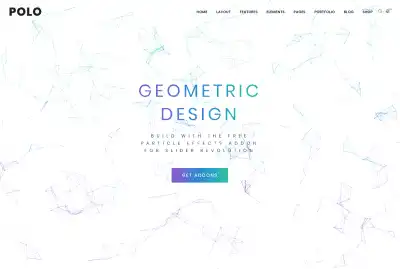 POLO
HOME LAYOUT FEATURES ELEMENTS PAGES PORTFOLIO BLOG SHOP
GEOMETRIC
DESIGN
BUILD WITH THE FREE
PARTICLE EFFECTS ADDON
FOR SLIDER REVOLUTION
GET ADDONS